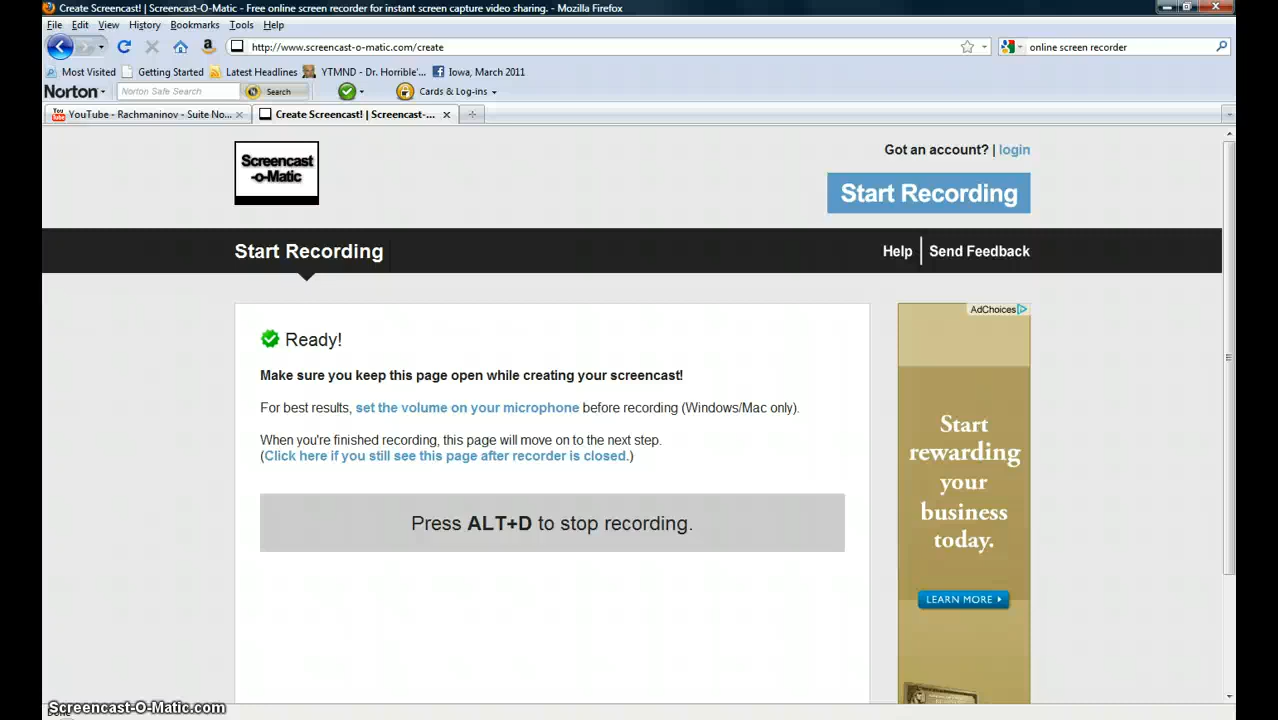 Create Screencast! | Screencast-O-Matic - Free online screen recorder for instant screen capture video sharing. - Mozilla Firefox
File Edit View History Bookmarks Tools Help
http://www.screencast-o-matic.com/create
online screen recorder
Most Visited Getting Started Latest Headlines YTMND - Dr. Horrible'... Iowa, March 2011
Norton Norton Safe Search Search Cards & Log-ins
YouTube - Rachmaninov - Suite No... Create Screencast! | Screencast-...
Screencast
-o-Matic
Got an account? | login
Start Recording
Start Recording
Help Send Feedback
AdChoices
Ready!
Make sure you keep this page open while creating your screencast!
For best results, set the volume on your microphone before recording (Windows/Mac only).
When you're finished recording, this page will move on to the next step.
(Click here if you still see this page after recorder is closed.)
Press ALT+D to stop recording.
Start
rewarding
your
business
today.
LEARN MORE
Screencast-O-Matic.com